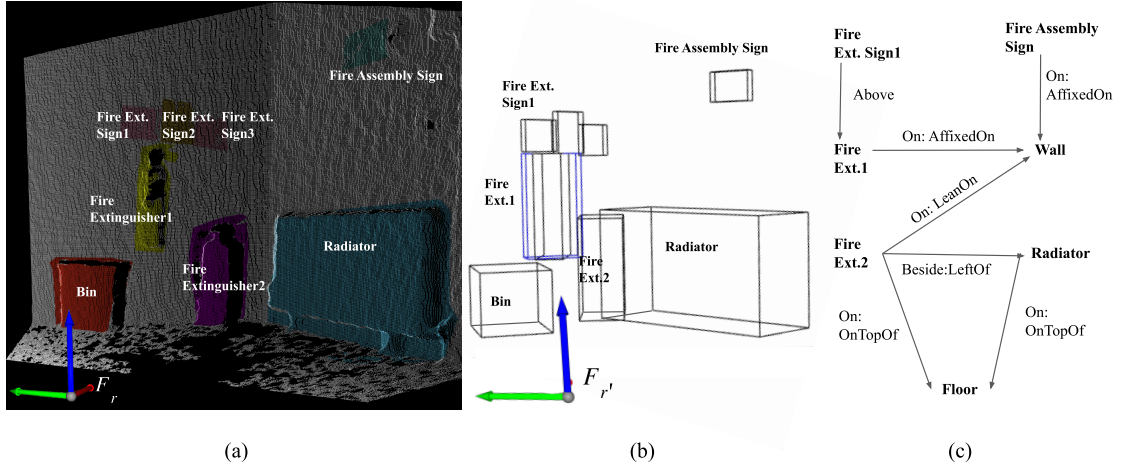 Fire Assembly Sign
Fire Ext.
Sign1
Fire Ext.
Sign2
Fire Ext.
Sign3
Fire
Extinguisher1
Fire
Extinguisher2
Radiator
Bin
F r
(a)
Fire Assembly Sign
Fire Ext.
Sign1
Fire
Ext.1
Radiator
Fire
Ext.2
Bin
F r'
(b)
Fire
Ext. Sign1
Fire Assembly
Sign
Above
On:
AffixedOn
On: AffixedOn
Fire
Ext.1
Wall
On: LeanOn
Fire
Ext.2
Radiator
Beside:LeftOf
On:
OnTopOf
On:
OnTopOf
Floor
(c)